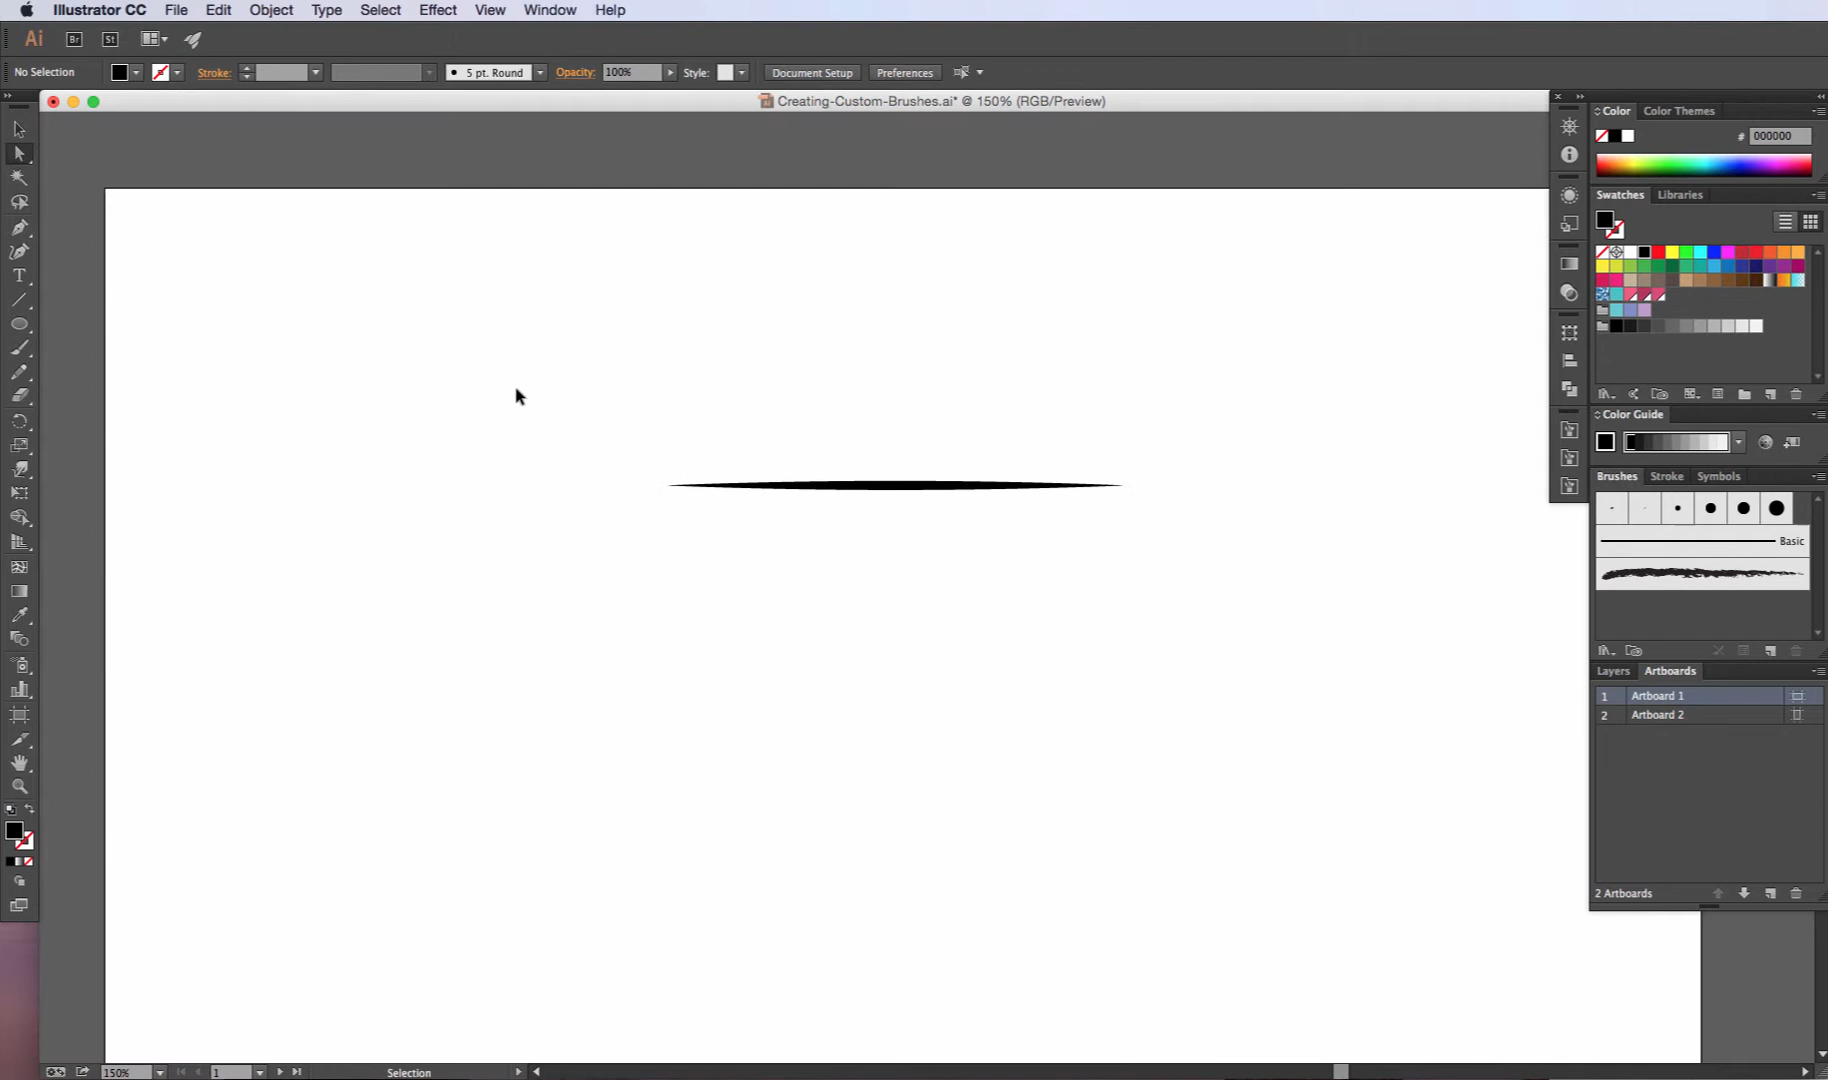 Illustrator CC File Edit Object Type Select Effect View Window Help
Ai Br St
No Selection Stroke: 5 pt. Round Opacity: 100% Style: Document Setup Preferences
Creating-Custom-Brushes.ai* @ 150% (RGB/Preview)
Color Color Themes
# 000000
Swatches Libraries
Color Guide
Brushes Stroke Symbols
Basic
Layers Artboards
1 Artboard 1
2 Artboard 2
2 Artboards
150% 1 Selection